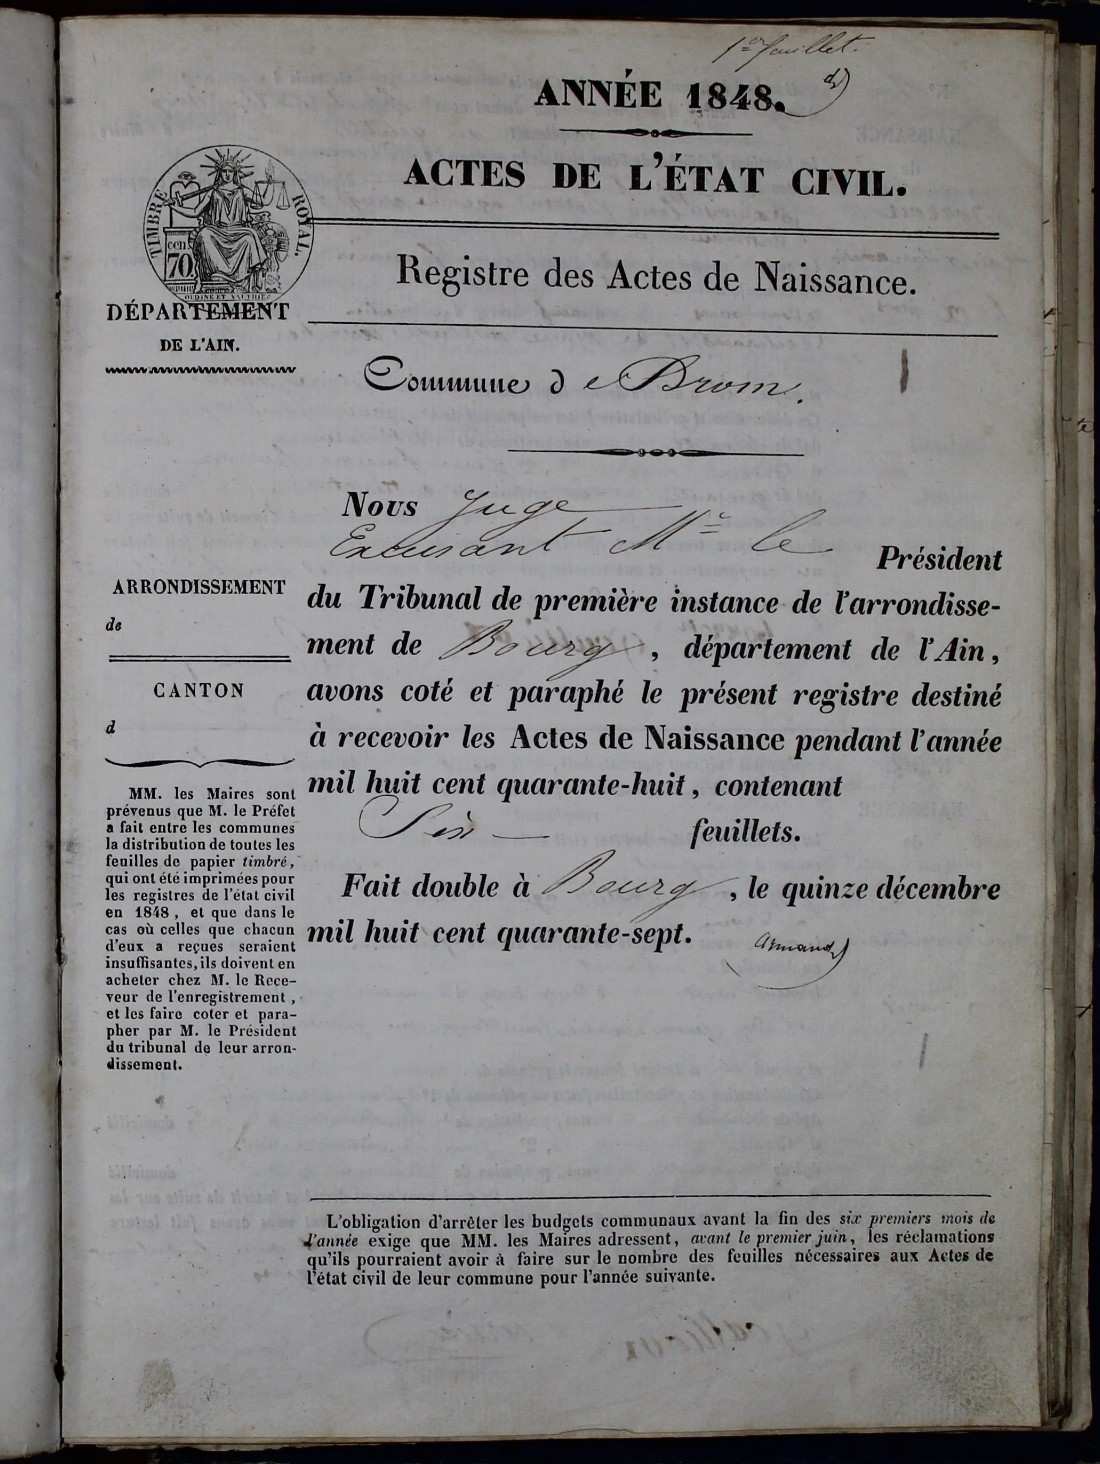 1er feuillet.
ANNÉE 1848.
ACTES DE L'ÉTAT CIVIL.
TIMBRE ROYAL.
cen
70.
Registre des Actes de Naissance.
DÉPARTEMENT
DE L'AIN.
Commune de Brom.
Nous Juge
Excusant Mr le Président
du Tribunal de première instance de l'arrondisse-
ment de Bourg, département de l'Ain,
avons coté et paraphé le présent registre destiné
à recevoir les Actes de Naissance pendant l'année
mil huit cent quarante-huit, contenant
Six feuillets.
Fait double à Bourg, le quinze décembre
mil huit cent quarante-sept.
Armand
ARRONDISSEMENT
de
CANTON
d
MM. les Maires sont
prévenus que M. le Préfet
a fait entre les communes
la distribution de toutes les
feuilles de papier timbré,
qui ont été imprimées pour
les registres de l'état civil
en 1848, et que dans le
cas où celles que chacun
d'eux a reçues seraient
insuffisantes, ils doivent en
acheter chez M. le Rece-
veur de l'enregistrement,
et les faire coter et para-
pher par M. le Président
du tribunal de leur arron-
dissement.
L'obligation d'arrêter les budgets communaux avant la fin des six premiers mois de
l'année exige que MM. les Maires adressent, avant le premier juin, les réclamations
qu'ils pourraient avoir à faire sur le nombre des feuilles nécessaires aux Actes de
l'état civil de leur commune pour l'année suivante.